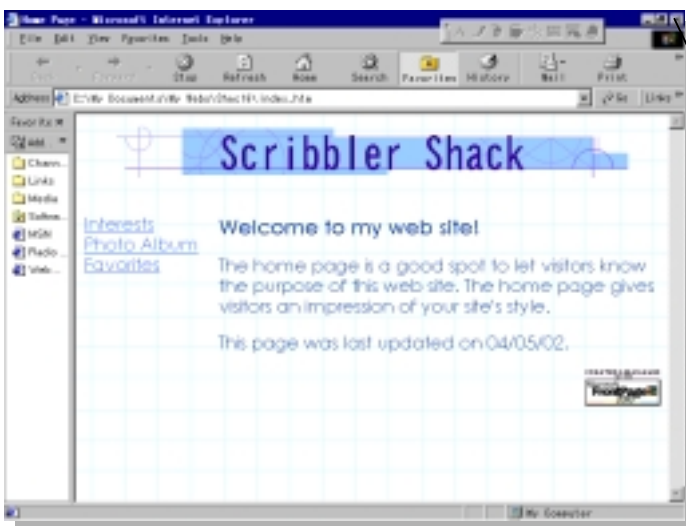 Home Page - Microsoft Internet Explorer
File Edit View Favorites Tools Help
Stop Refresh Home Search Favorites History Mail Print
Address Go Links
Favorites
Add...
Chann...
Links
Media
MSN
Radio ...
Web...
Scribbler Shack
Interests
Photo Album
Favorites
Welcome to my web site!
The home page is a good spot to let visitors know
the purpose of this web site. The home page gives
visitors an impression of your site's style.
This page was last updated on 04/05/02.
FrontPage
My Computer